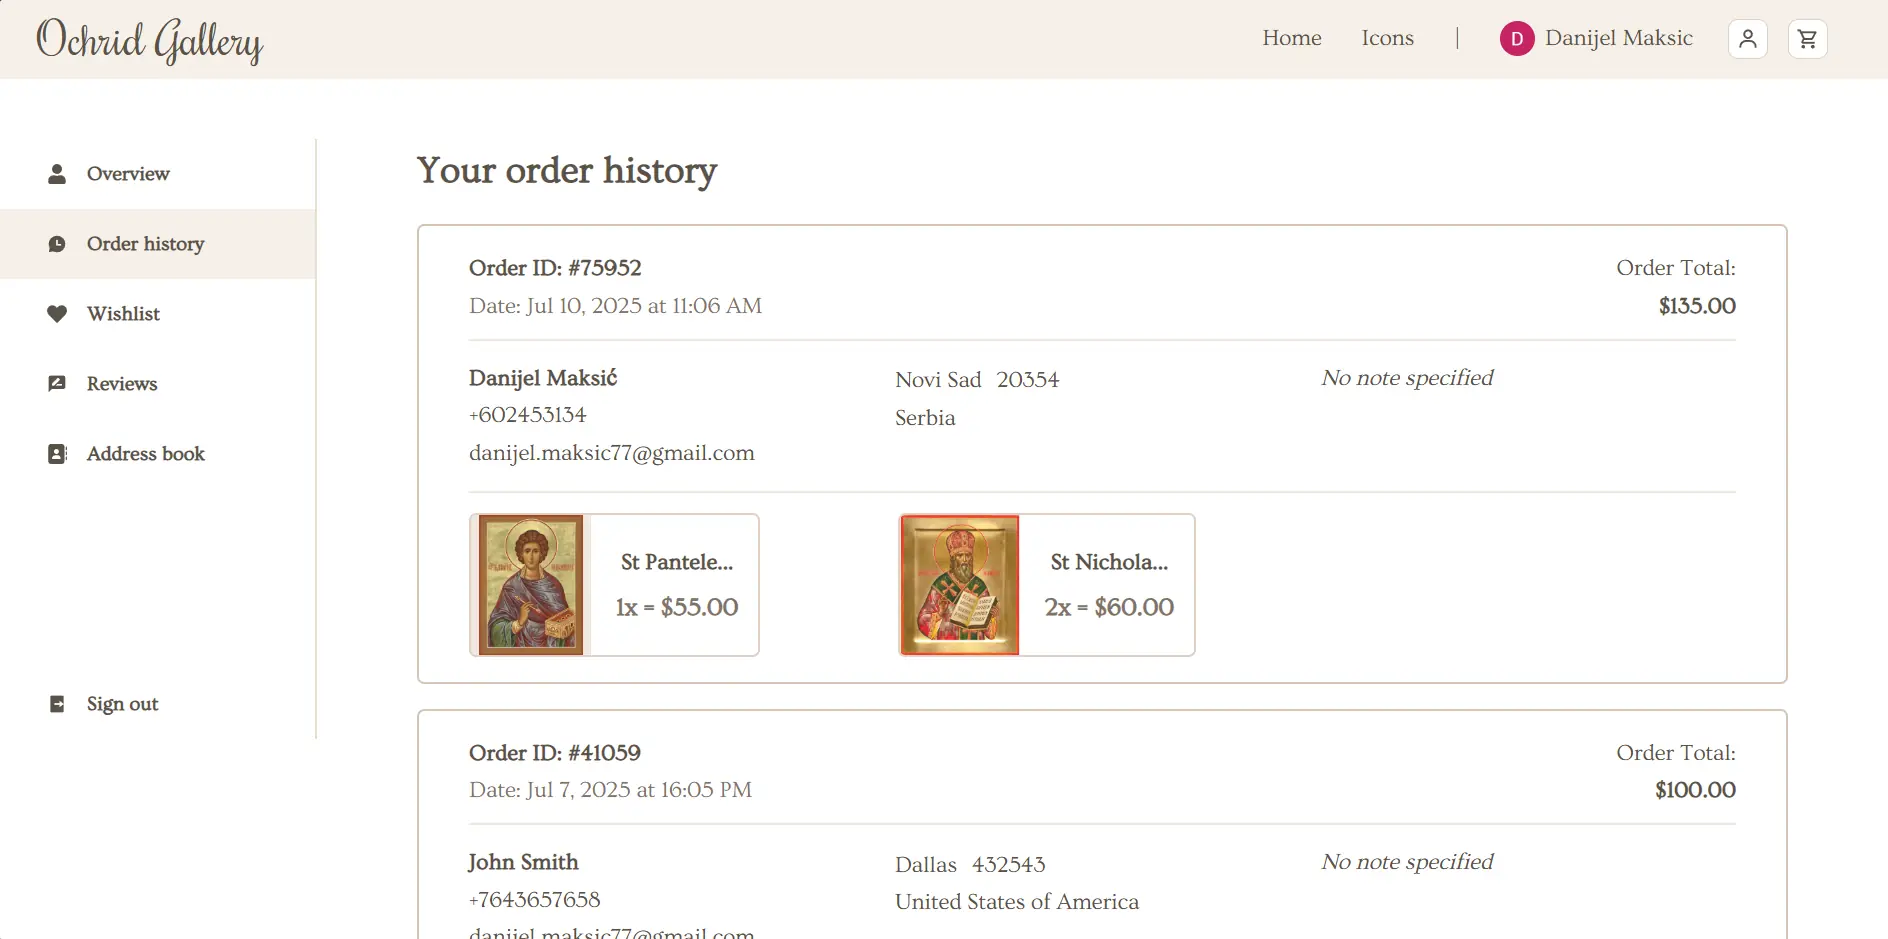 Ochrid Gallery
Home
Icons
|
D
Danijel Maksic
Overview
Order history
Wishlist
Reviews
Address book
Sign out
Your order history
Order ID: #75952
Order Total:
Date: Jul 10, 2025 at 11:06 AM
$135.00
Danijel Maksić
+602453134
danijel.maksic77@gmail.com
Novi Sad 20354
Serbia
No note specified
St Pantele...
1x = $55.00
St Nichola...
2x = $60.00
Order ID: #41059
Order Total:
Date: Jul 7, 2025 at 16:05 PM
$100.00
John Smith
+7643657658
danijel.maksic77@gmail.com
Dallas 432543
United States of America
No note specified